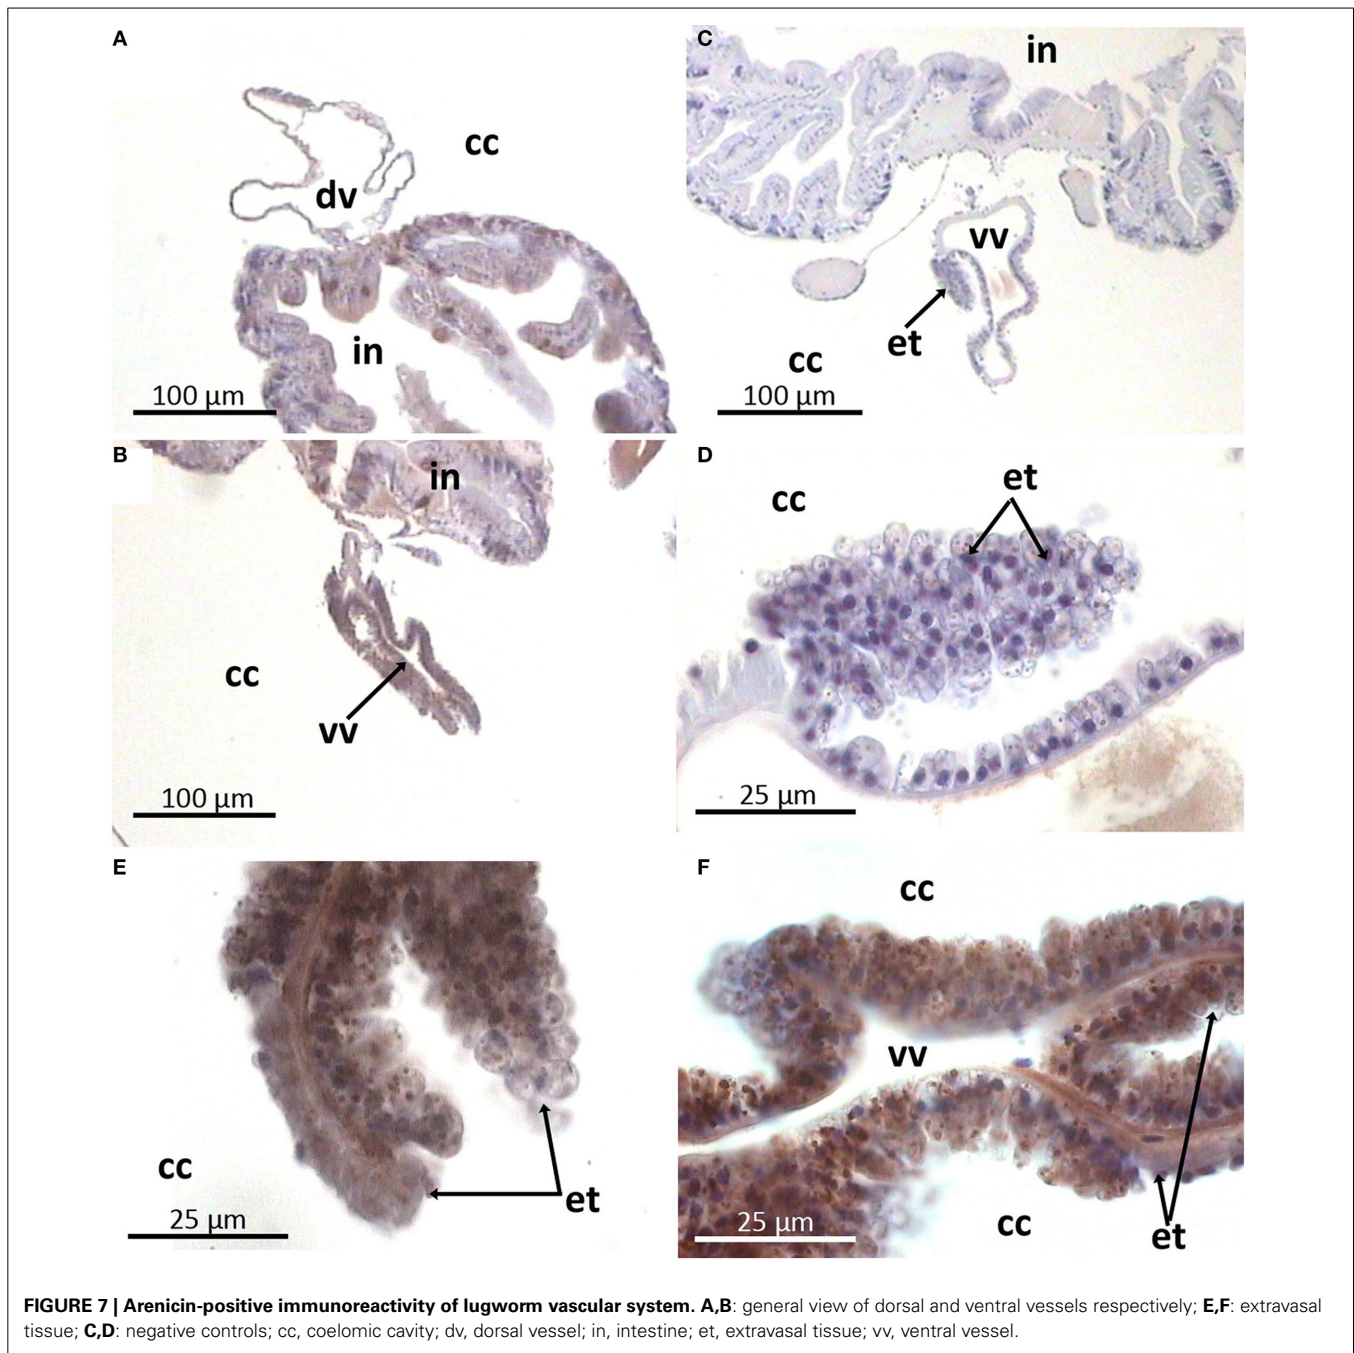 A
cc
dv
in
100 µm
B
in
cc
vv
100 µm
C
in
vv
et
cc
100 µm
D
et
cc
25 µm
E
cc
et
25 µm
F
cc
vv
cc
et
25 µm
FIGURE 7 | Arenicin-positive immunoreactivity of lugworm vascular system. A,B: general view of dorsal and ventral vessels respectively; E,F: extravasal
tissue; C,D: negative controls; cc, coelomic cavity; dv, dorsal vessel; in, intestine; et, extravasal tissue; vv, ventral vessel.